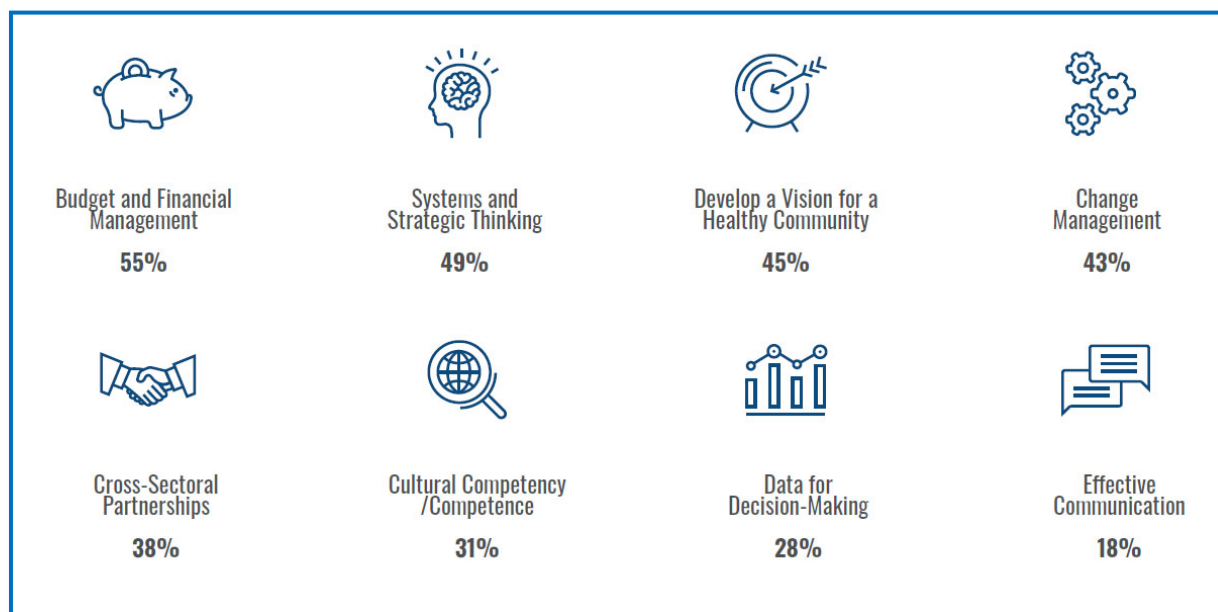 Budget and Financial
Management
55%
Systems and
Strategic Thinking
49%
Develop a Vision for a
Healthy Community
45%
Change
Management
43%
Cross-Sectoral
Partnerships
38%
Cultural Competency
/Competence
31%
Data for
Decision-Making
28%
Effective
Communication
18%